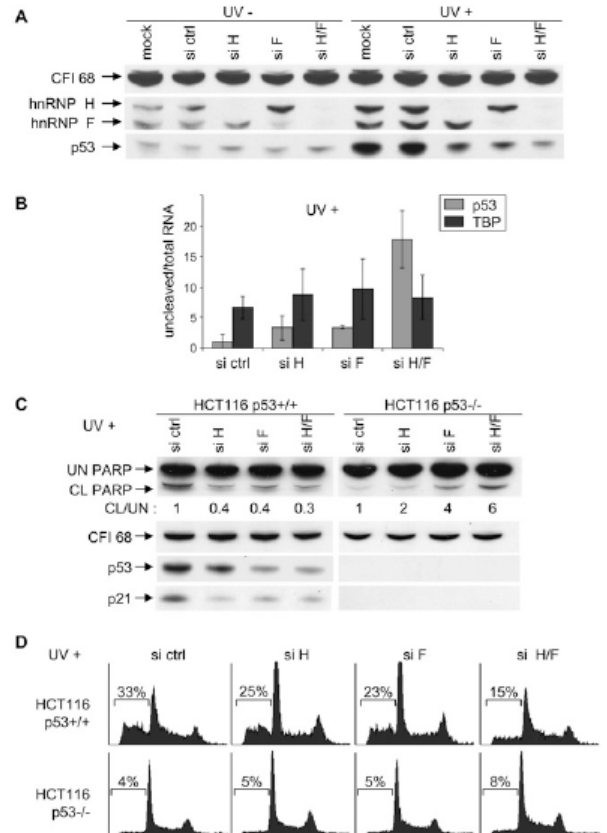 A
UV - UV +
mock si ctrl si H si F si H/F mock si ctrl si H si F si H/F
CFI 68
hnRNP H
hnRNP F
p53
B
UV +
p53
TBP
uncleaved/total RNA
20
15
10
5
0
si ctrl si H si F si H/F
C
HCT116 p53+/+ HCT116 p53-/-
UV +
si ctrl si H si F si H/F si ctrl si H si F si H/F
UN PARP
CL PARP
CL/UN : 1 0.4 0.4 0.3 1 2 4 6
CFI 68
p53
p21
D
UV + si ctrl si H si F si H/F
HCT116 p53+/+
33% 25% 23% 15%
HCT116 p53-/-
4% 5% 5% 8%